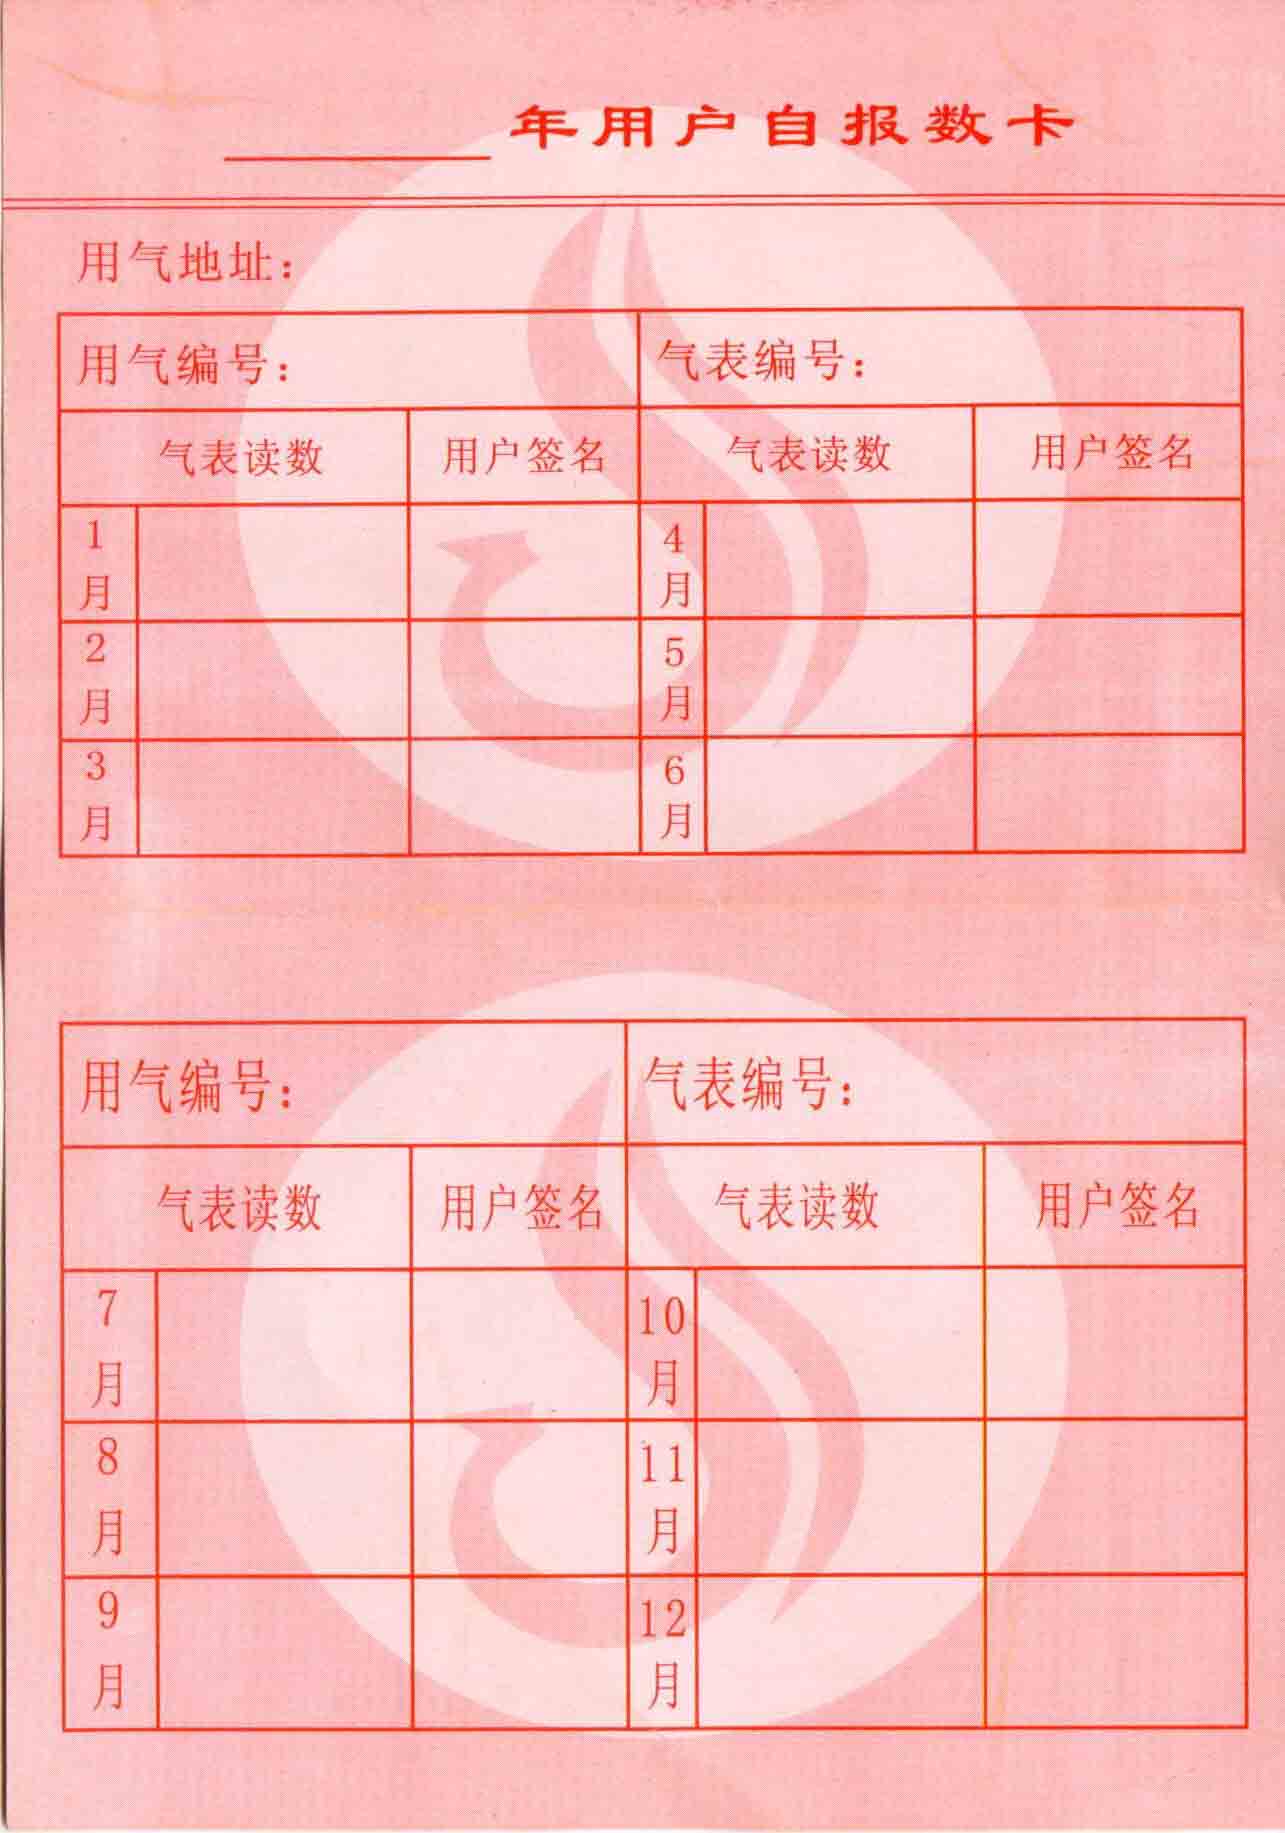 年用户自报数卡
用气地址：
用气编号： 气表编号：
气表读数 用户签名 气表读数 用户签名
1月 4月
2月 5月
3月 6月
用气编号： 气表编号：
气表读数 用户签名 气表读数 用户签名
7月 10月
8月 11月
9月 12月